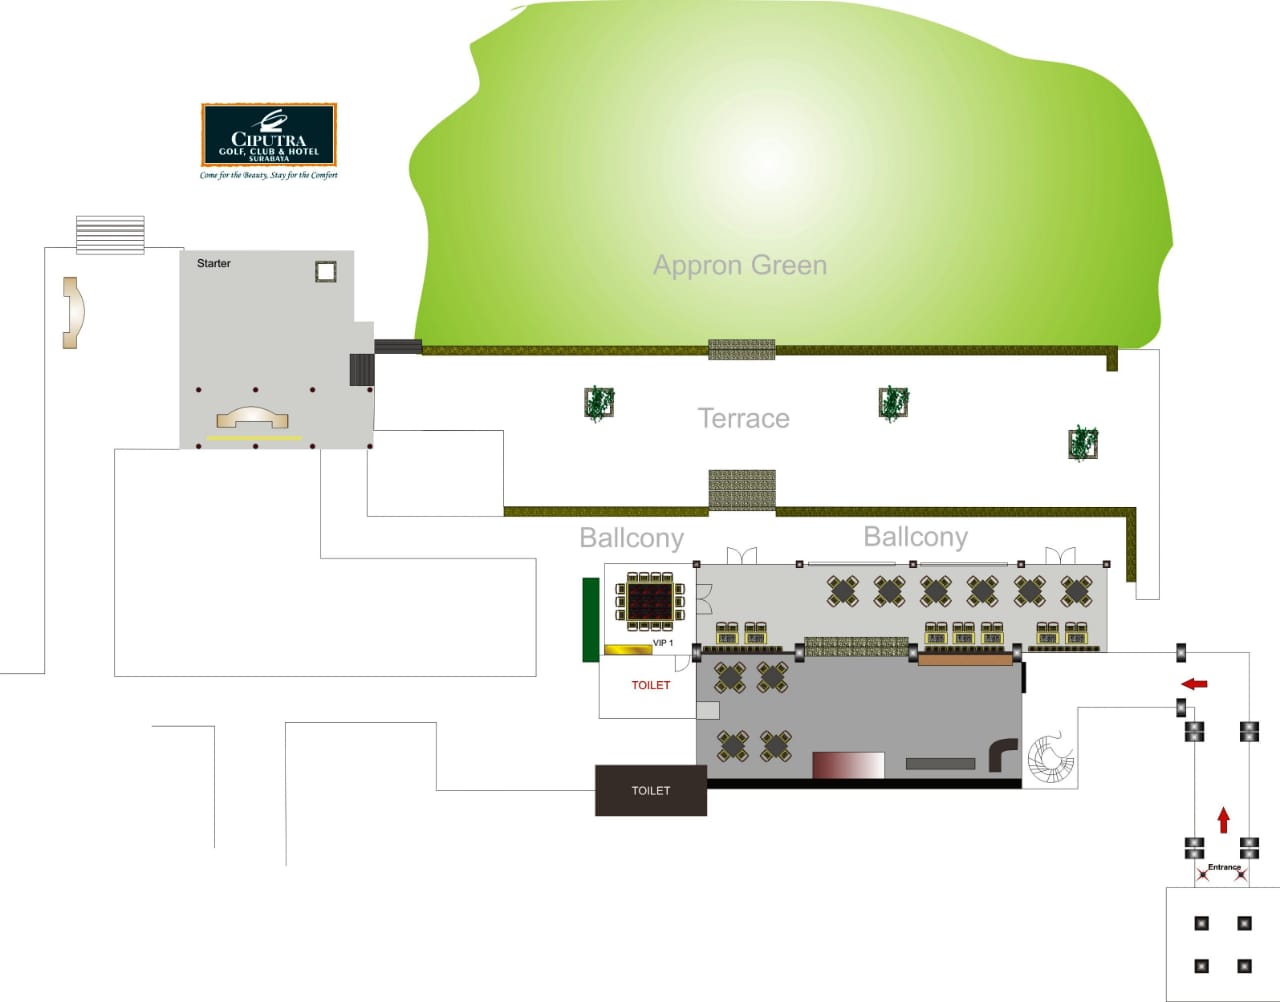 CIPUTRA
GOLF, CLUB & HOTEL
SURABAYA
Come for the Beauty, Stay for the Comfort
Starter
Appron Green
Terrace
Ballcony
Ballcony
VIP 1
TOILET
TOILET
Entrance